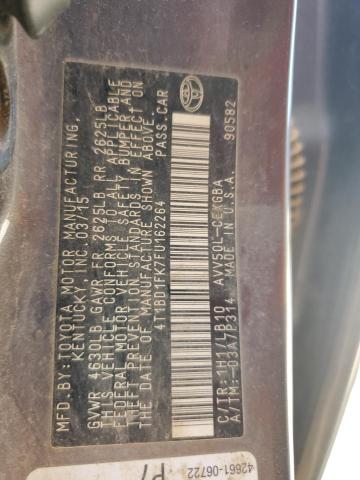 MFD.BY:TOYOTA MOTOR MANUFACTURING,
KENTUCKY, INC. 03/15
GVWR 4630LB GAWR FR 2625LB RR 2625LB
THIS VEHICLE CONFORMS TO ALL APPLICABLE
FEDERAL MOTOR VEHICLE SAFETY, BUMPER, AND
THEFT PREVENTION STANDARDS IN EFFECT ON
THE DATE OF MANUFACTURE SHOWN ABOVE.
4T1BD1FK7FU162264 PASS.CAR
C/TR: 1H1/LB10 AVV50L-CEXGBA
A/TM: -03A/P314 MADE IN U.S.A. 90582
42661-06722
P7